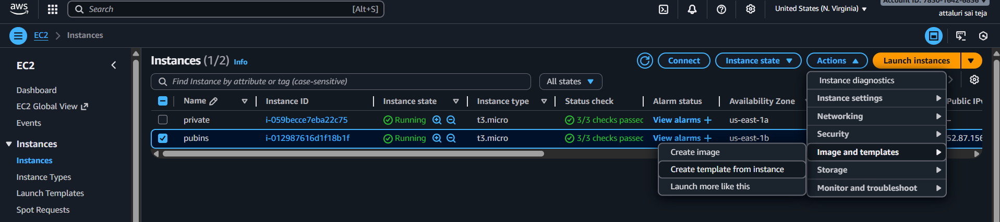 aws
Search [Alt+S]
United States (N. Virginia)
Account ID: 7830-1642-6836
attaluri sai teja
EC2 Instances
EC2
Dashboard
EC2 Global View
Events
Instances
Instances
Instance Types
Launch Templates
Spot Requests
Instances (1/2) Info
Connect Instance state Actions Launch instances
Find Instance by attribute or tag (case-sensitive) All states
Name Instance ID Instance state Instance type Status check Alarm status Availability Zone Public IPv
private i-059becce7eba22c75 Running t3.micro 3/3 checks passec View alarms + us-east-1a –
pubins i-012987616d1f18b1f Running t3.micro 3/3 checks passec View alarms + us-east-1b 52.87.156
Instance diagnostics
Instance settings
Networking
Security
Image and templates
Storage
Monitor and troubleshoot
Create image
Create template from instance
Launch more like this